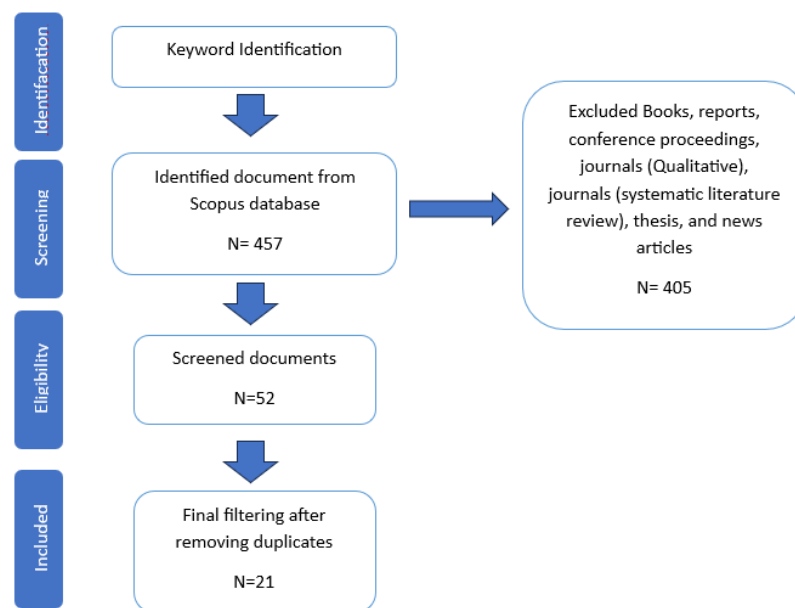 Identifacation
Keyword Identification
Screening
Identified document from
Scopus database
N= 457
Excluded Books, reports,
conference proceedings,
journals (Qualitative),
journals (systematic literature
review), thesis, and news
articles
N= 405
Eligibility
Screened documents
N=52
Included
Final filtering after
removing duplicates
N=21